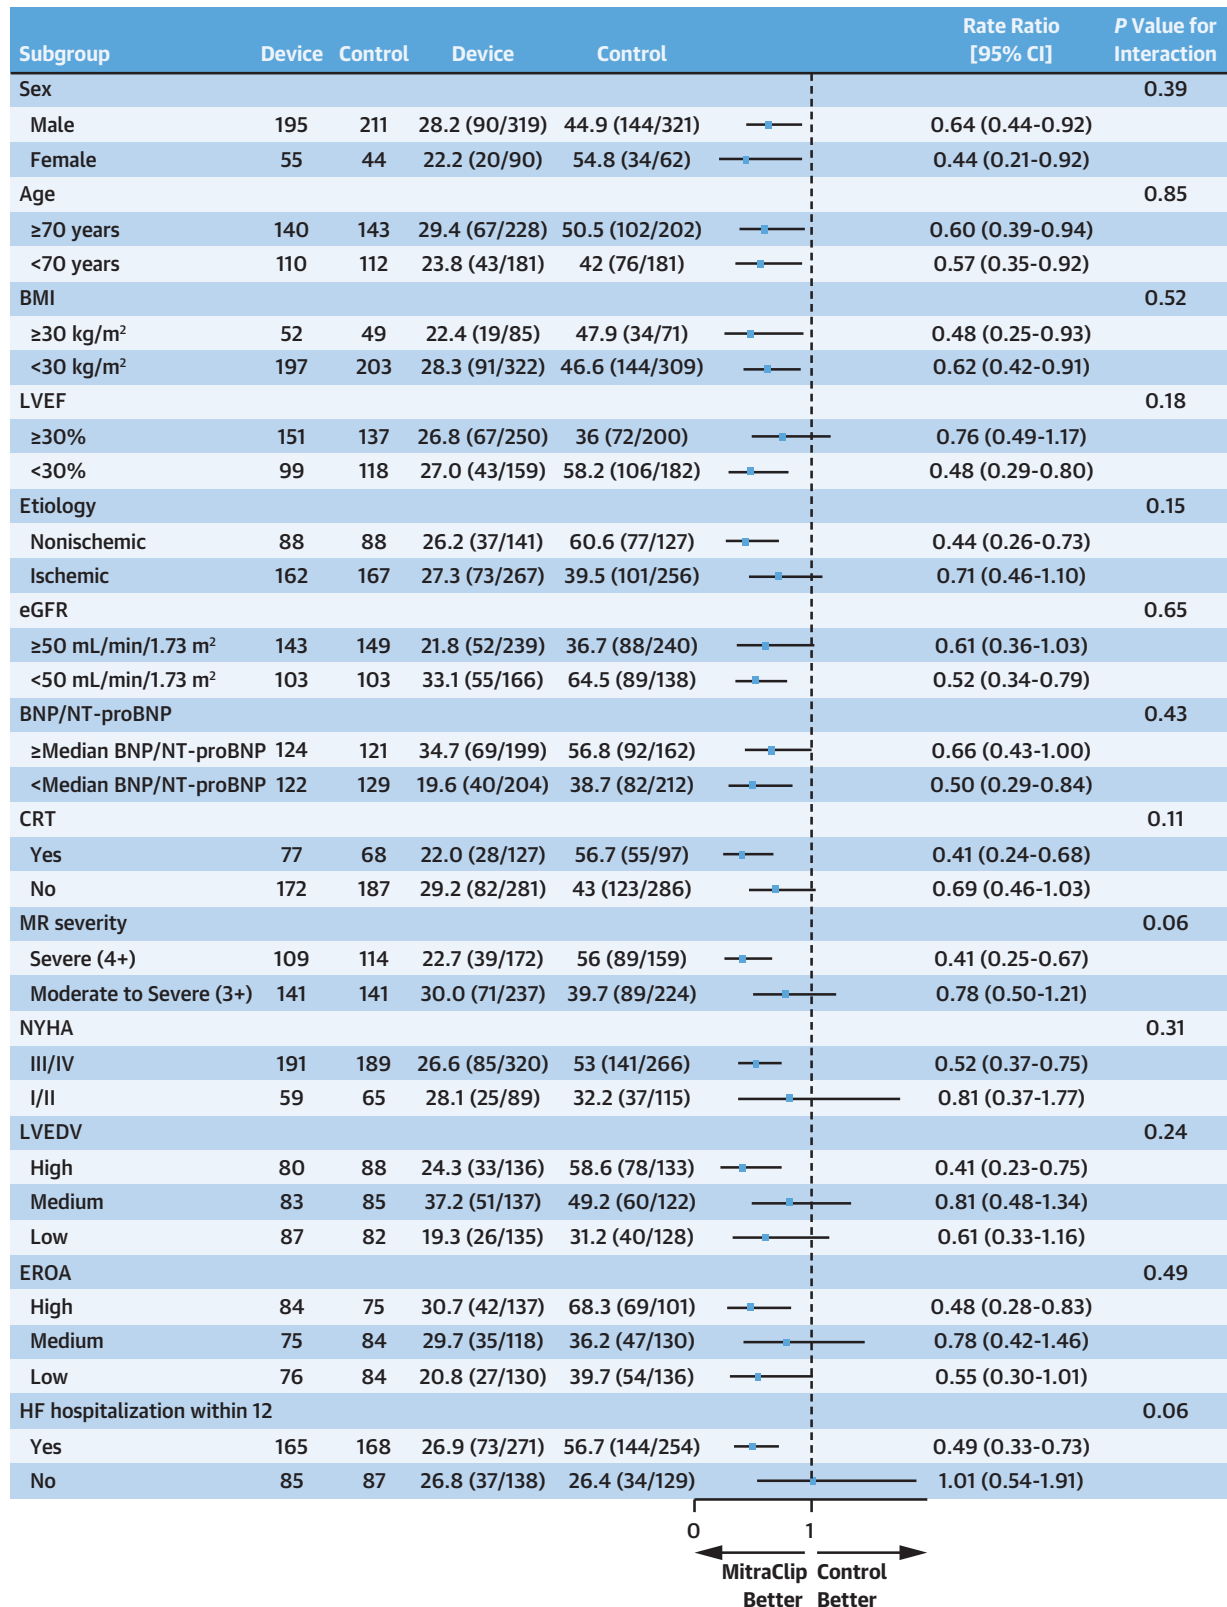 Rate Ratio P Value for
Subgroup Device Control Device Control [95% CI] Interaction
Sex 0.39
Male 195 211 28.2 (90/319) 44.9 (144/321) 0.64 (0.44-0.92)
Female 55 44 22.2 (20/90) 54.8 (34/62) 0.44 (0.21-0.92)
Age 0.85
≥70 years 140 143 29.4 (67/228) 50.5 (102/202) 0.60 (0.39-0.94)
<70 years 110 112 23.8 (43/181) 42 (76/181) 0.57 (0.35-0.92)
BMI 0.52
≥30 kg/m² 52 49 22.4 (19/85) 47.9 (34/71) 0.48 (0.25-0.93)
<30 kg/m² 197 203 28.3 (91/322) 46.6 (144/309) 0.62 (0.42-0.91)
LVEF 0.18
≥30% 151 137 26.8 (67/250) 36 (72/200) 0.76 (0.49-1.17)
<30% 99 118 27.0 (43/159) 58.2 (106/182) 0.48 (0.29-0.80)
Etiology 0.15
Nonischemic 88 88 26.2 (37/141) 60.6 (77/127) 0.44 (0.26-0.73)
Ischemic 162 167 27.3 (73/267) 39.5 (101/256) 0.71 (0.46-1.10)
eGFR 0.65
≥50 mL/min/1.73 m² 143 149 21.8 (52/239) 36.7 (88/240) 0.61 (0.36-1.03)
<50 mL/min/1.73 m² 103 103 33.1 (55/166) 64.5 (89/138) 0.52 (0.34-0.79)
BNP/NT-proBNP 0.43
≥Median BNP/NT-proBNP 124 121 34.7 (69/199) 56.8 (92/162) 0.66 (0.43-1.00)
<Median BNP/NT-proBNP 122 129 19.6 (40/204) 38.7 (82/212) 0.50 (0.29-0.84)
CRT 0.11
Yes 77 68 22.0 (28/127) 56.7 (55/97) 0.41 (0.24-0.68)
No 172 187 29.2 (82/281) 43 (123/286) 0.69 (0.46-1.03)
MR severity 0.06
Severe (4+) 109 114 22.7 (39/172) 56 (89/159) 0.41 (0.25-0.67)
Moderate to Severe (3+) 141 141 30.0 (71/237) 39.7 (89/224) 0.78 (0.50-1.21)
NYHA 0.31
III/IV 191 189 26.6 (85/320) 53 (141/266) 0.52 (0.37-0.75)
I/II 59 65 28.1 (25/89) 32.2 (37/115) 0.81 (0.37-1.77)
LVEDV 0.24
High 80 88 24.3 (33/136) 58.6 (78/133) 0.41 (0.23-0.75)
Medium 83 85 37.2 (51/137) 49.2 (60/122) 0.81 (0.48-1.34)
Low 87 82 19.3 (26/135) 31.2 (40/128) 0.61 (0.33-1.16)
EROA 0.49
High 84 75 30.7 (42/137) 68.3 (69/101) 0.48 (0.28-0.83)
Medium 75 84 29.7 (35/118) 36.2 (47/130) 0.78 (0.42-1.46)
Low 76 84 20.8 (27/130) 39.7 (54/136) 0.55 (0.30-1.01)
HF hospitalization within 12 0.06
Yes 165 168 26.9 (73/271) 56.7 (144/254) 0.49 (0.33-0.73)
No 85 87 26.8 (37/138) 26.4 (34/129) 1.01 (0.54-1.91)
0 1
MitraClip Control
Better Better